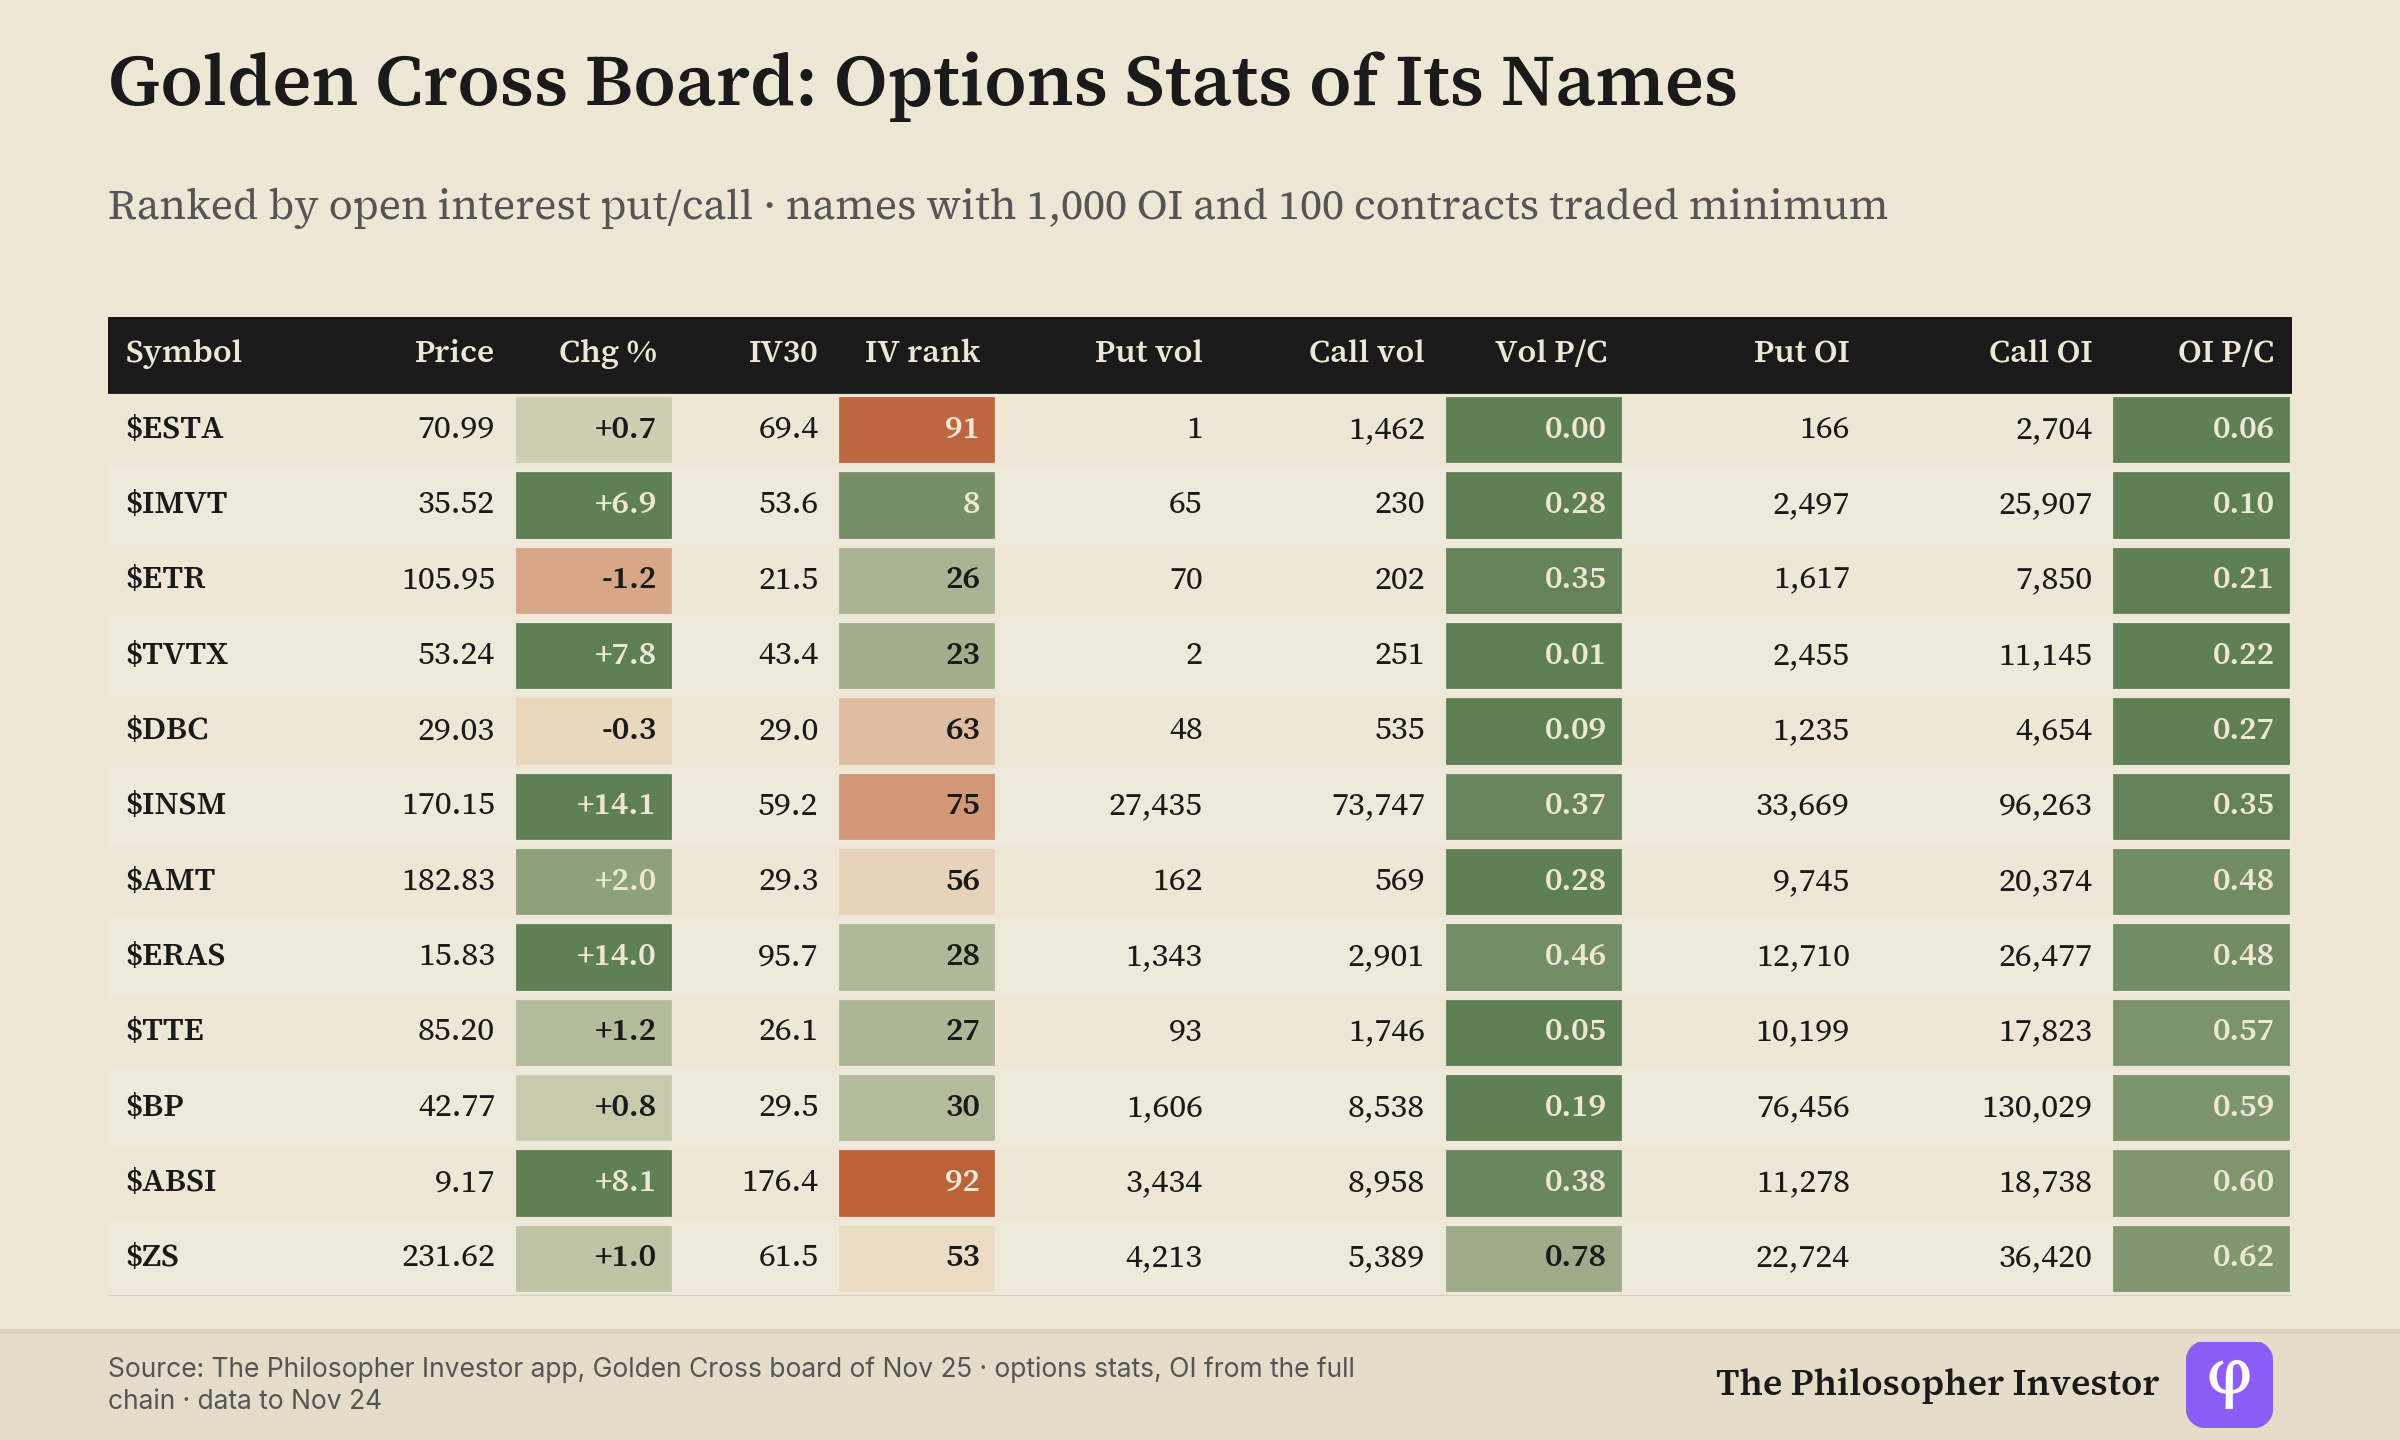 Golden Cross Board: Options Stats of Its Names
Ranked by open interest put/call · names with 1,000 OI and 100 contracts traded minimum
Symbol Price Chg % IV30 IV rank Put vol Call vol Vol P/C Put OI Call OI OI P/C
$ESTA 70.99 +0.7 69.4 91 1 1,462 0.00 166 2,704 0.06
$IMVT 35.52 +6.9 53.6 8 65 230 0.28 2,497 25,907 0.10
$ETR 105.95 -1.2 21.5 26 70 202 0.35 1,617 7,850 0.21
$TVTX 53.24 +7.8 43.4 23 2 251 0.01 2,455 11,145 0.22
$DBC 29.03 -0.3 29.0 63 48 535 0.09 1,235 4,654 0.27
$INSM 170.15 +14.1 59.2 75 27,435 73,747 0.37 33,669 96,263 0.35
$AMT 182.83 +2.0 29.3 56 162 569 0.28 9,745 20,374 0.48
$ERAS 15.83 +14.0 95.7 28 1,343 2,901 0.46 12,710 26,477 0.48
$TTE 85.20 +1.2 26.1 27 93 1,746 0.05 10,199 17,823 0.57
$BP 42.77 +0.8 29.5 30 1,606 8,538 0.19 76,456 130,029 0.59
$ABSI 9.17 +8.1 176.4 92 3,434 8,958 0.38 11,278 18,738 0.60
$ZS 231.62 +1.0 61.5 53 4,213 5,389 0.78 22,724 36,420 0.62
Source: The Philosopher Investor app, Golden Cross board of Nov 25 · options stats, OI from the full
chain · data to Nov 24
The Philosopher Investor φ